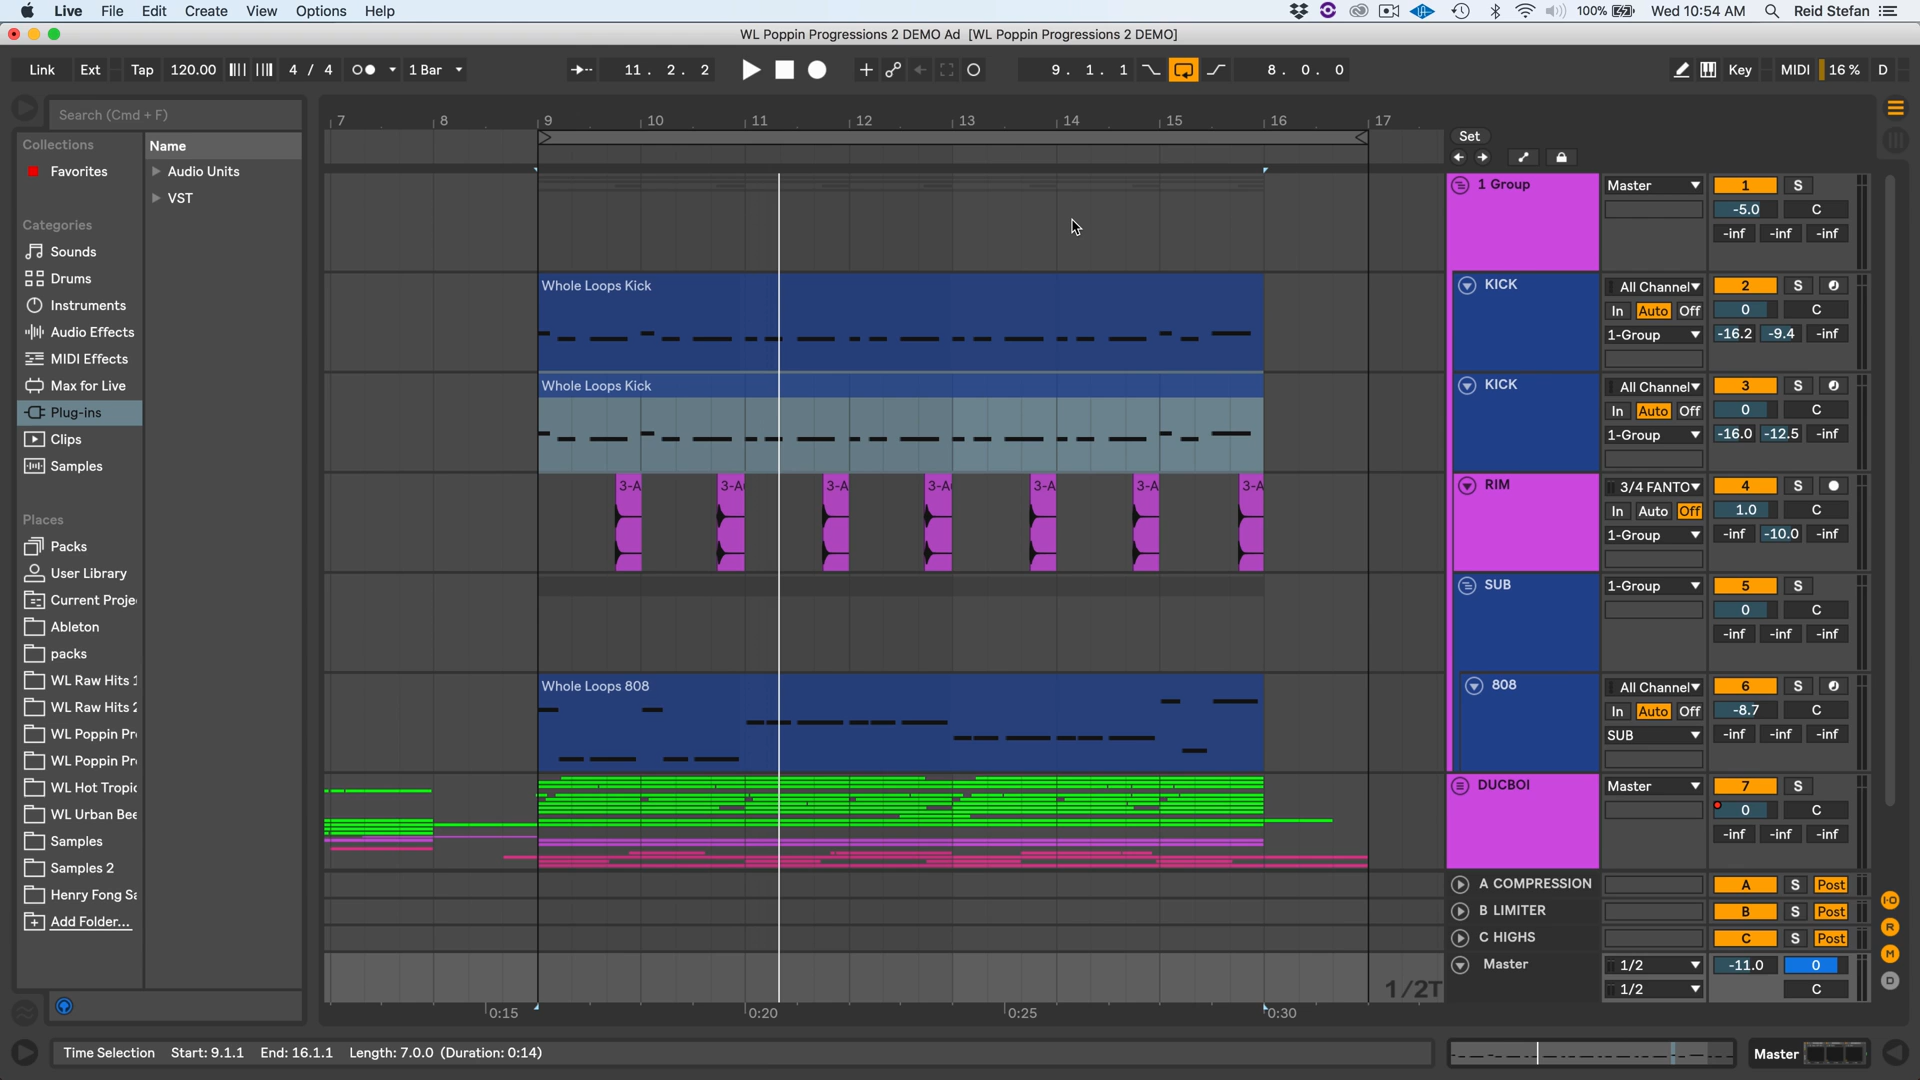 Live File Edit Create View Options Help 100% Wed 10:54 AM Reid Stefan
WL Poppin Progressions 2 DEMO Ad [WL Poppin Progressions 2 DEMO]
Link Ext Tap 120.00 4 / 4 1 Bar 11. 2. 2 9. 1. 1 8. 0. 0 Key MIDI 16 % D
Search (Cmd + F)
7 8 9 10 11 12 13 14 15 16 17
Set
Collections
Favorites
Categories
Sounds
Drums
Instruments
Audio Effects
MIDI Effects
Max for Live
Plug-ins
Clips
Samples
Places
Packs
User Library
Current Proje
Ableton
packs
WL Raw Hits 1
WL Raw Hits 2
WL Poppin Pr
WL Poppin Pr
WL Hot Tropic
WL Urban Bee
Samples
Samples 2
Henry Fong Sa
Add Folder...
Name
Audio Units
VST
Whole Loops Kick
Whole Loops Kick
3-A 3-A 3-A 3-A 3-A 3-A 3-A
Whole Loops 808
1/2T
0:15 0:20 0:25 0:30
1 Group Master 1 S
-5.0 C
-inf -inf -inf
KICK All Channel 2 S
In Auto Off 0 C
1-Group -16.2 -9.4 -inf
KICK All Channel 3 S
In Auto Off 0 C
1-Group -16.0 -12.5 -inf
RIM 3/4 FANTO 4 S
In Auto Off 1.0 C
1-Group -inf -10.0 -inf
SUB 1-Group 5 S
0 C
-inf -inf -inf
808 All Channel 6 S
In Auto Off -8.7 C
SUB -inf -inf -inf
DUCBOI Master 7 S
0 C
-inf -inf -inf
A COMPRESSION A S Post
B LIMITER B S Post
C HIGHS C S Post
Master 1/2 -11.0 0
1/2 C
I·O
R
M
D
Time Selection Start: 9.1.1 End: 16.1.1 Length: 7.0.0 (Duration: 0:14)
Master